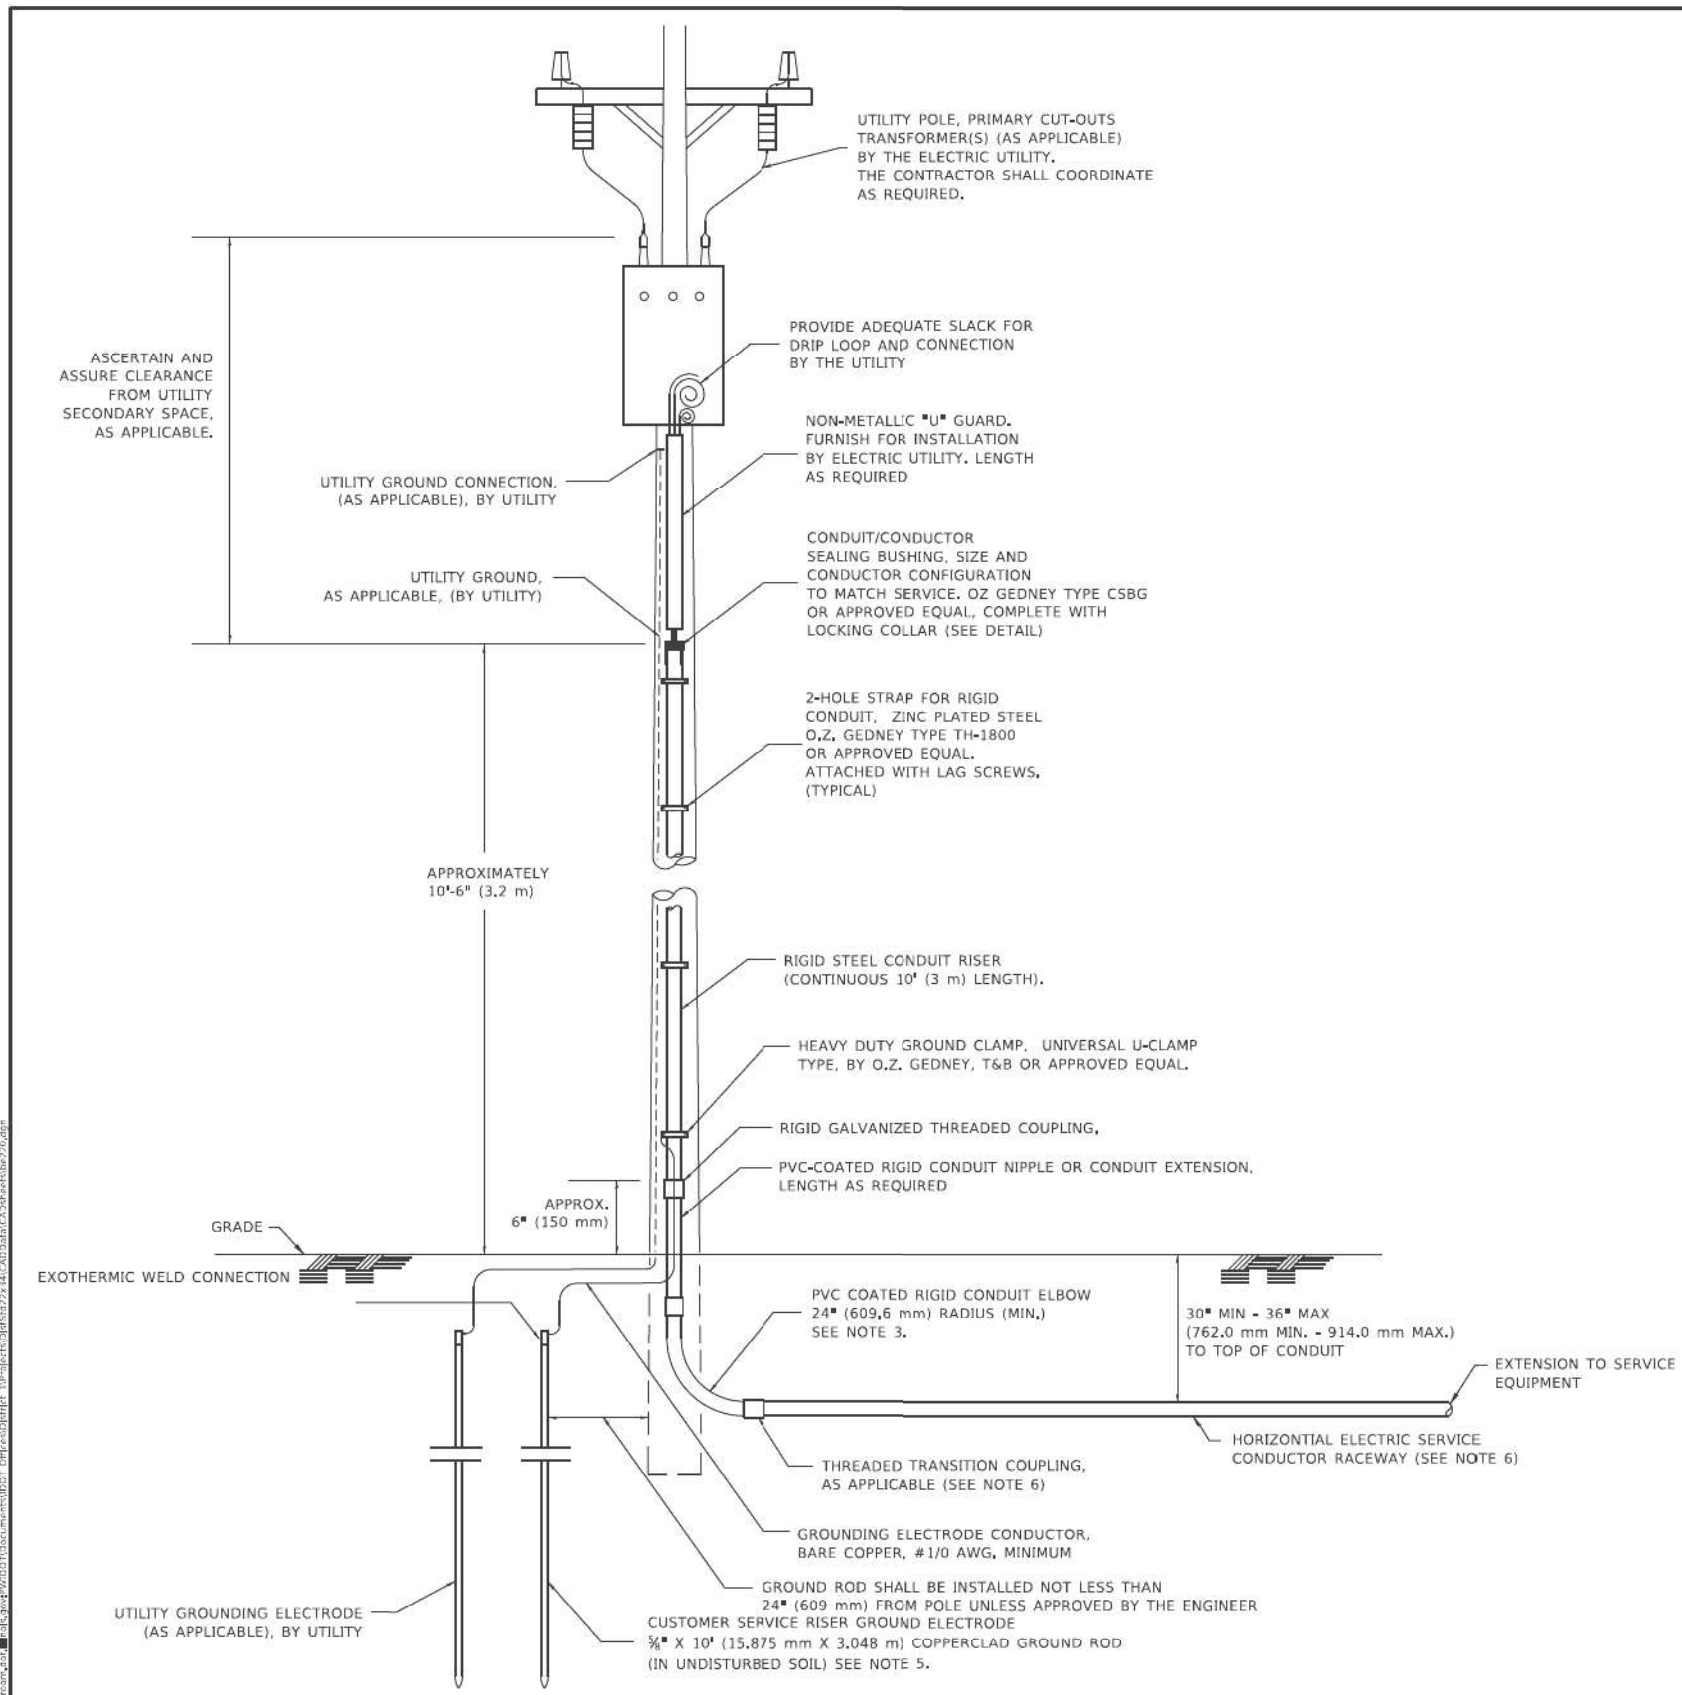 UTILITY POLE, PRIMARY CUT-OUTS
TRANSFORMER(S) (AS APPLICABLE)
BY THE ELECTRIC UTILITY.
THE CONTRACTOR SHALL COORDINATE
AS REQUIRED.
ASCERTAIN AND
ASSURE CLEARANCE
FROM UTILITY
SECONDARY SPACE,
AS APPLICABLE.
PROVIDE ADEQUATE SLACK FOR
DRIP LOOP AND CONNECTION
BY THE UTILITY
NON-METALLIC "U" GUARD.
FURNISH FOR INSTALLATION
BY ELECTRIC UTILITY. LENGTH
AS REQUIRED
UTILITY GROUND CONNECTION.
(AS APPLICABLE), BY UTILITY
CONDUIT/CONDUCTOR
SEALING BUSHING, SIZE AND
CONDUCTOR CONFIGURATION
TO MATCH SERVICE. OZ GEDNEY TYPE CSBG
OR APPROVED EQUAL, COMPLETE WITH
LOCKING COLLAR (SEE DETAIL)
UTILITY GROUND,
AS APPLICABLE, (BY UTILITY)
2-HOLE STRAP FOR RIGID
CONDUIT, ZINC PLATED STEEL
O.Z. GEDNEY TYPE TH-1800
OR APPROVED EQUAL.
ATTACHED WITH LAG SCREWS.
(TYPICAL)
APPROXIMATELY
10'-6" (3.2 m)
RIGID STEEL CONDUIT RISER
(CONTINUOUS 10' (3 m) LENGTH).
HEAVY DUTY GROUND CLAMP, UNIVERSAL U-CLAMP
TYPE, BY O.Z. GEDNEY, T&B OR APPROVED EQUAL.
RIGID GALVANIZED THREADED COUPLING.
PVC-COATED RIGID CONDUIT NIPPLE OR CONDUIT EXTENSION,
LENGTH AS REQUIRED
APPROX.
6" (150 mm)
GRADE
EXOTHERMIC WELD CONNECTION
PVC COATED RIGID CONDUIT ELBOW
24" (609.6 mm) RADIUS (MIN.)
SEE NOTE 3.
30" MIN - 36" MAX
(762.0 mm MIN. - 914.0 mm MAX.)
TO TOP OF CONDUIT
EXTENSION TO SERVICE
EQUIPMENT
HORIZONTIAL ELECTRIC SERVICE
CONDUCTOR RACEWAY (SEE NOTE 6)
THREADED TRANSITION COUPLING,
AS APPLICABLE (SEE NOTE 6)
GROUNDING ELECTRODE CONDUCTOR,
BARE COPPER, #1/0 AWG, MINIMUM
GROUND ROD SHALL BE INSTALLED NOT LESS THAN
24" (609 mm) FROM POLE UNLESS APPROVED BY THE ENGINEER
UTILITY GROUNDING ELECTRODE
(AS APPLICABLE), BY UTILITY
CUSTOMER SERVICE RISER GROUND ELECTRODE
⅝" X 10' (15.875 mm X 3.048 m) COPPERCLAD GROUND ROD
(IN UNDISTURBED SOIL) SEE NOTE 5.